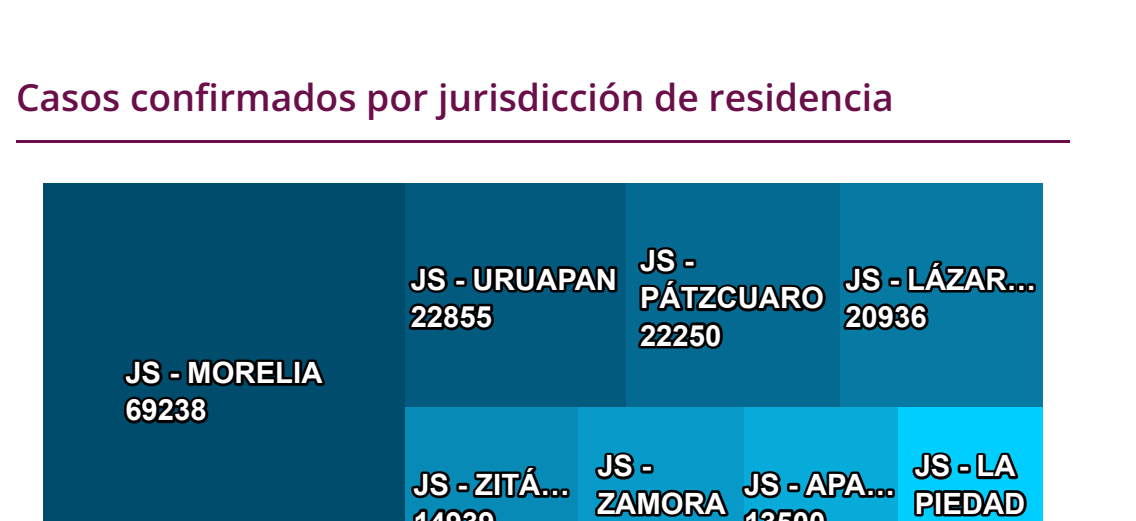 Casos confirmados por jurisdicción de residencia
JS - MORELIA
69238
JS - URUAPAN
22855
JS -
PÁTZCUARO
22250
JS - LÁZAR...
20936
JS - ZITÁ...
14939
JS -
ZAMORA
JS - APA...
JS - LA
PIEDAD